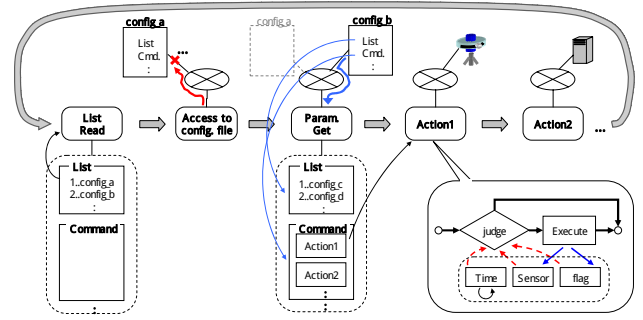 config a
config a
config b
List
Cmd.
:
...
List
Cmd.
:
List
Read
Access to
config. file
Param.
Get
Action1
Action2
...
List
1..config_a
2..config_b
:
Command
:
List
1..config_c
2..config_d
:
Command
Action1
Action2
:
:
judge
Execute
Time
Sensor
flag